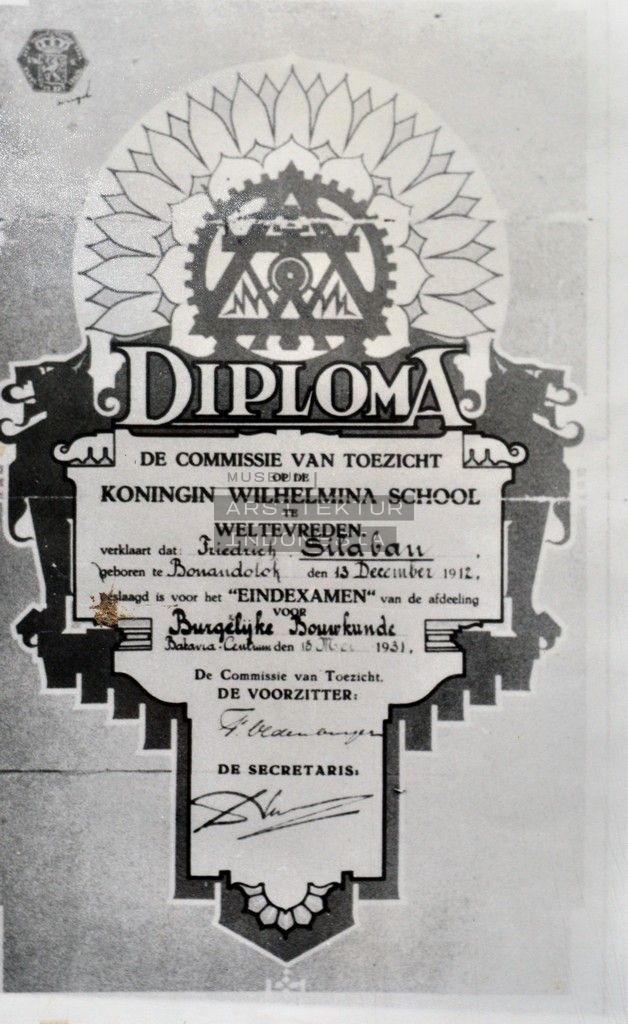 DIPLOMA
DE COMMISSIE VAN TOEZICHT
OP DE
KONINGIN WILHELMINA SCHOOL
TE
WELTEVREDEN
verklaart dat: Friedrich Silaban,
geboren te Bonandolok den 13 December 1912,
geslaagd is voor het "EINDEXAMEN" van de afdeeling
VOOR
Burgelijke Bouwkunde
Batavia-Centrum den 1931,
De Commissie van Toezicht.
DE VOORZITTER:
DE SECRETARIS:
MUSEUM
ARSITEKTUR
INDONESIA